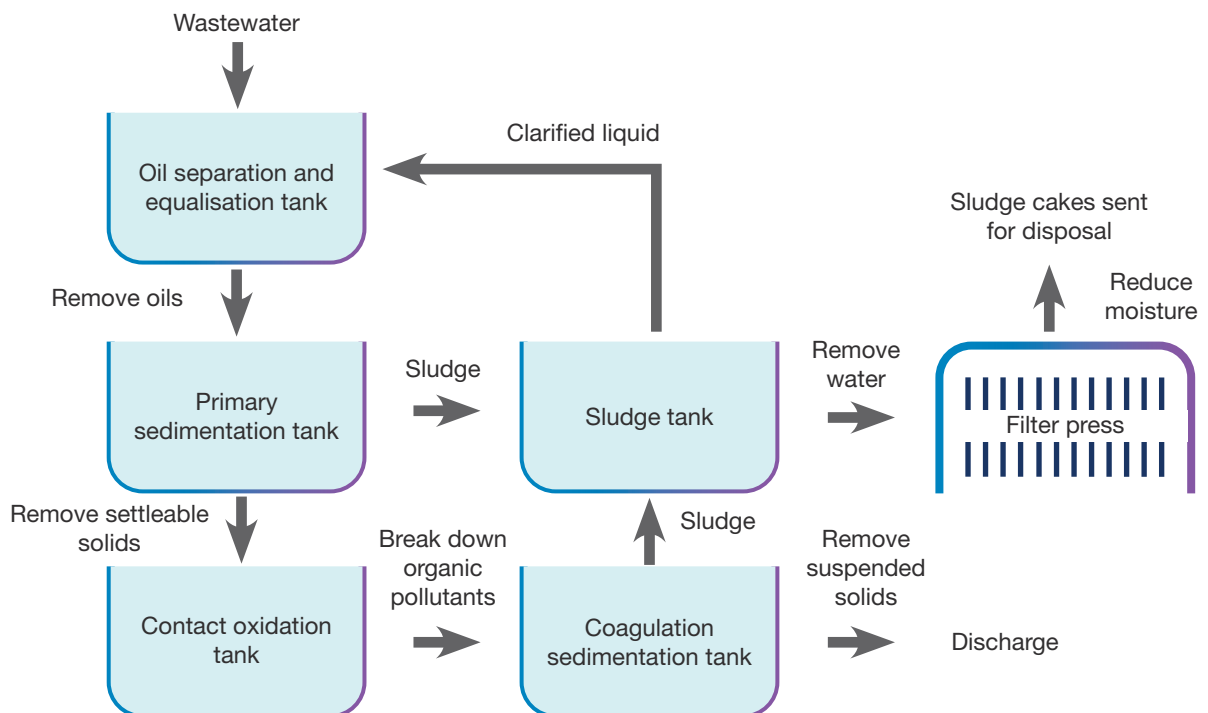 Wastewater
Oil separation and
equalisation tank
Clarified liquid
Sludge cakes sent
for disposal
Reduce
moisture
Remove oils
Primary
sedimentation tank
Sludge
Sludge tank
Remove
water
Filter press
Remove settleable
solids
Contact oxidation
tank
Break down
organic
pollutants
Sludge
Coagulation
sedimentation tank
Remove
suspended
solids
Discharge